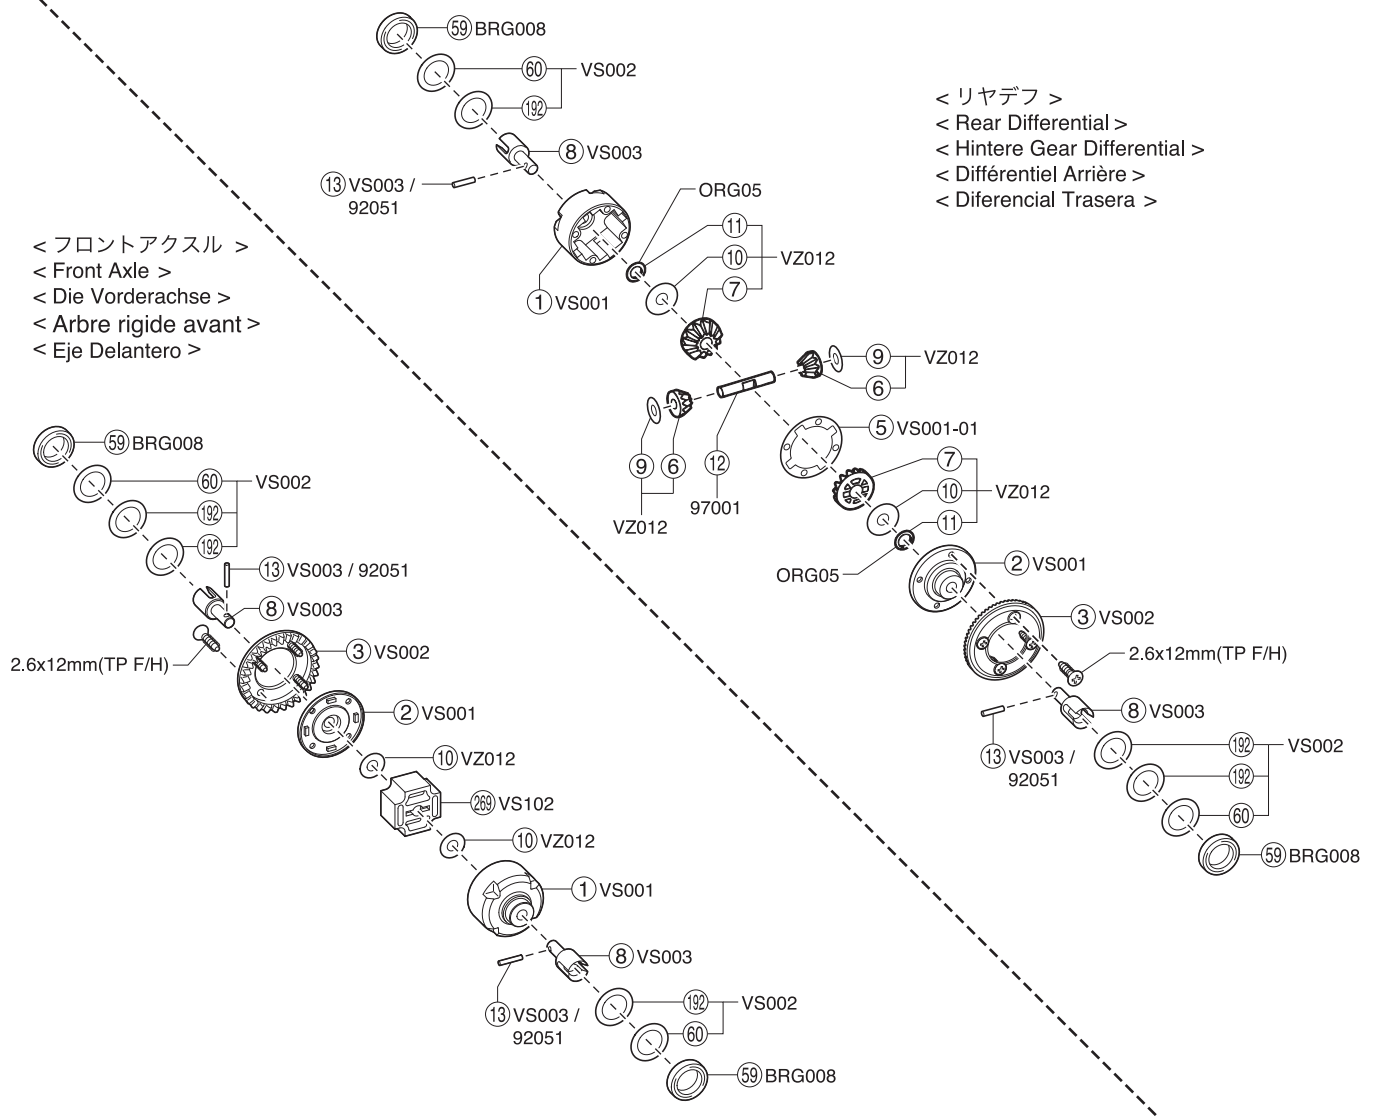 59 BRG008
60
VS002
192
8 VS003
13 VS003 /
92051
ORG05
11
10
VZ012
7
1 VS001
< リヤデフ >
< Rear Differential >
< Hintere Gear Differential >
< Différentiel Arrière >
< Diferencial Trasera >
9
VZ012
6
5 VS001-01
9
6
12
VZ012
97001
7
10
VZ012
11
ORG05
2 VS001
3 VS002
2.6x12mm(TP F/H)
8 VS003
13 VS003 /
92051
192
VS002
192
60
59 BRG008
< フロントアクスル >
< Front Axle >
< Die Vorderachse >
< Arbre rigide avant >
< Eje Delantero >
59 BRG008
60
VS002
192
192
13 VS003 / 92051
8 VS003
3 VS002
2.6x12mm(TP F/H)
2 VS001
10 VZ012
269 VS102
10 VZ012
1 VS001
8 VS003
13 VS003 /
92051
192
VS002
60
59 BRG008